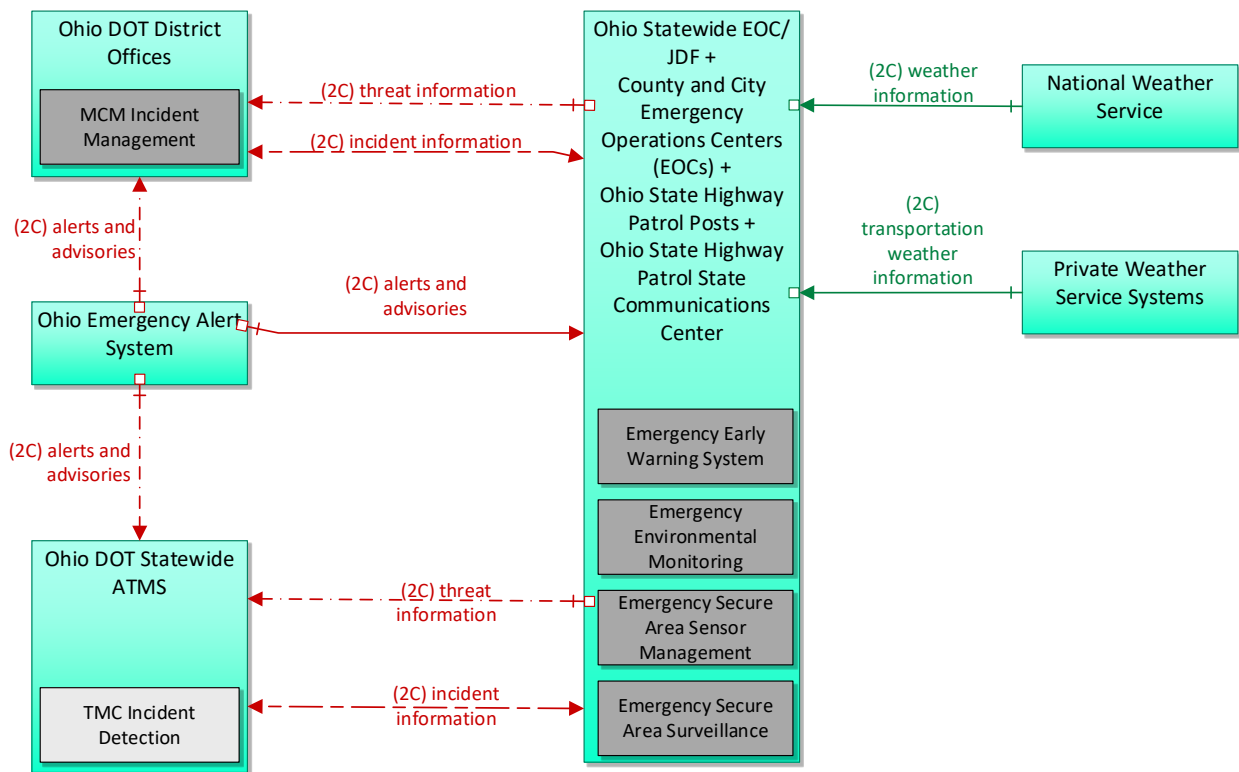 Ohio DOT District
Offices
MCM Incident
Management
(2C) threat information
(2C) incident information
Ohio Statewide EOC/
JDF +
County and City
Emergency
Operations Centers
(EOCs) +
Ohio State Highway
Patrol Posts +
Ohio State Highway
Patrol State
Communications
Center
(2C) weather
information
National Weather
Service
(2C)
transportation
weather
information
Private Weather
Service Systems
(2C) alerts and
advisories
(2C) alerts and
advisories
Ohio Emergency Alert
System
(2C) alerts and
advisories
Emergency Early
Warning System
Emergency
Environmental
Monitoring
Emergency Secure
Area Sensor
Management
Emergency Secure
Area Surveillance
Ohio DOT Statewide
ATMS
(2C) threat
information
TMC Incident
Detection
(2C) incident
information